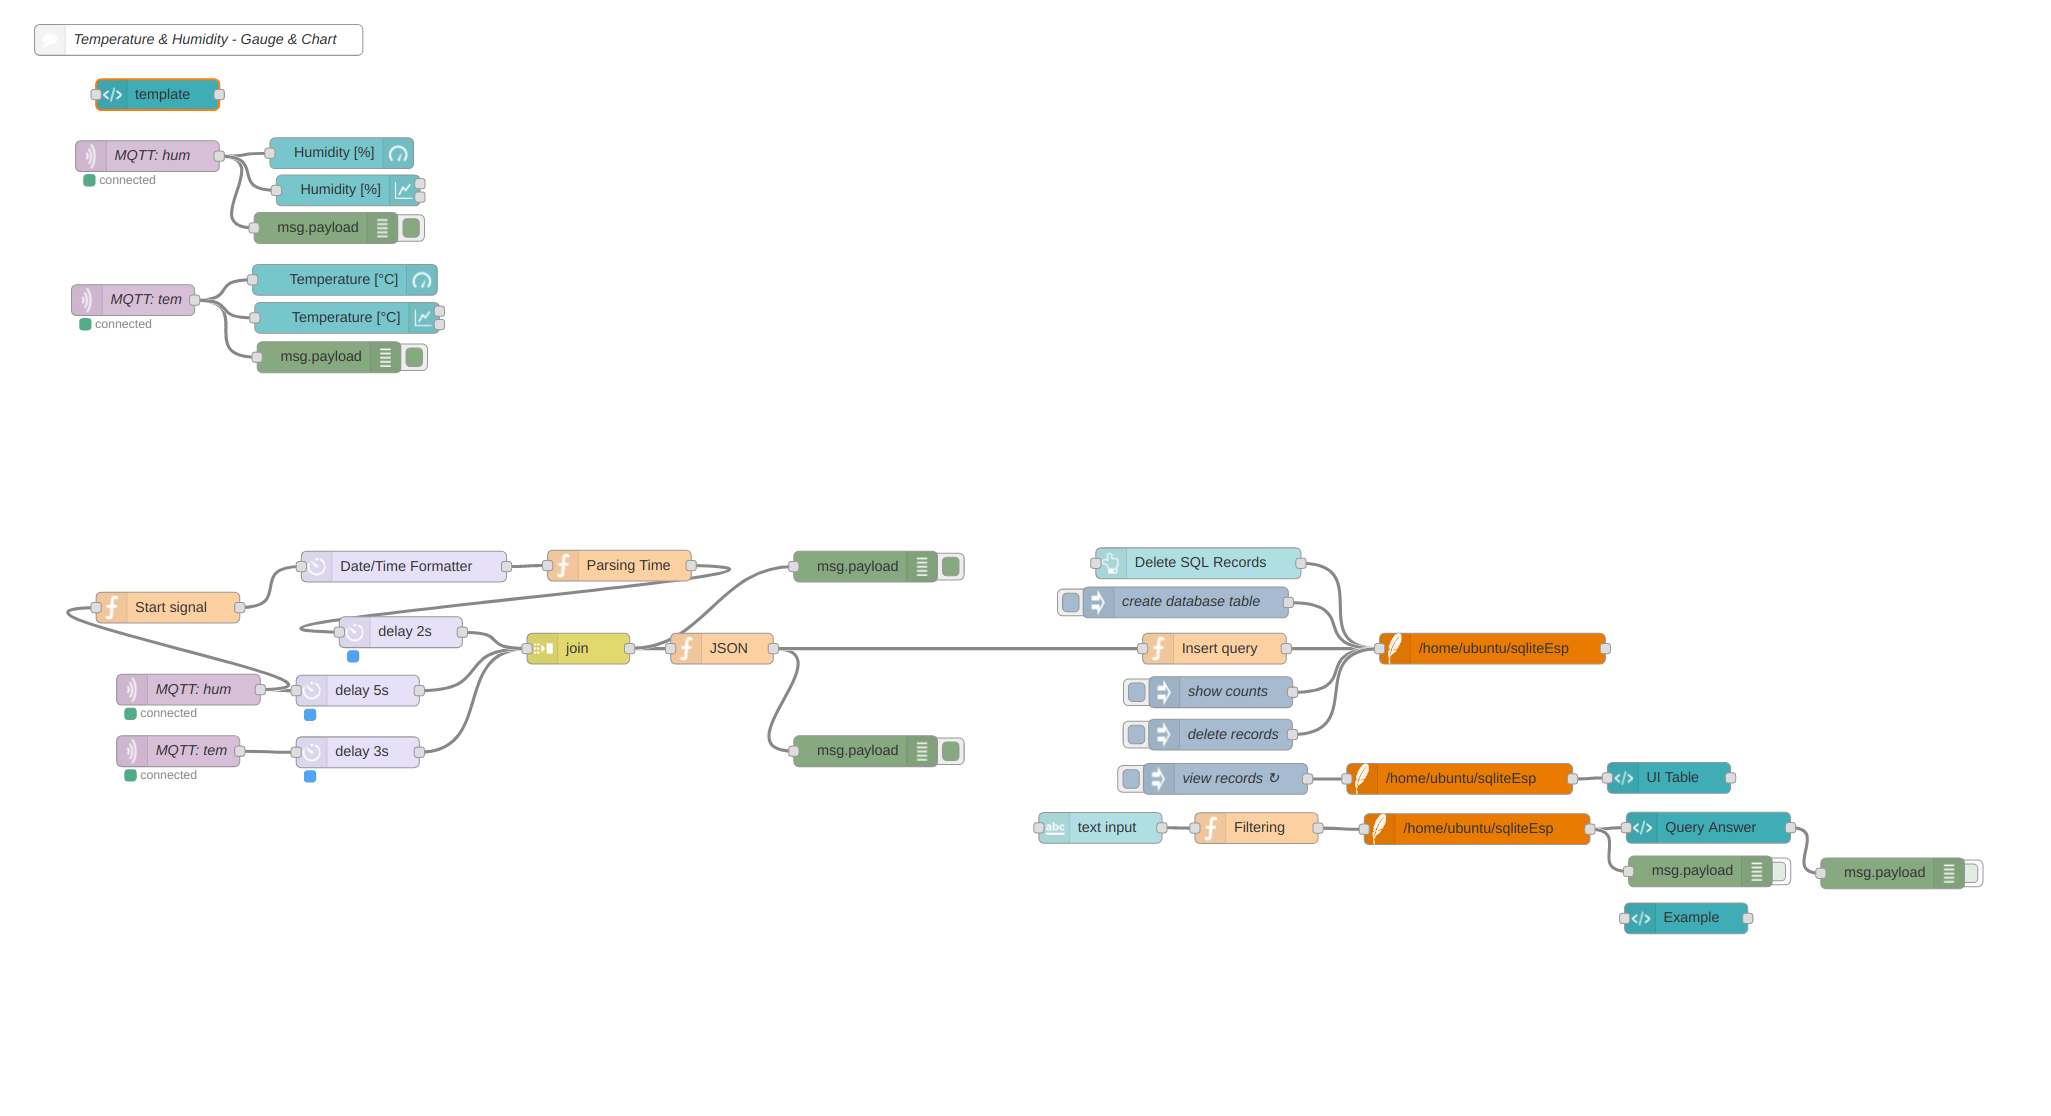 Temperature & Humidity - Gauge & Chart
template
MQTT: hum
connected
Humidity [%]
Humidity [%]
msg.payload
MQTT: tem
connected
Temperature [°C]
Temperature [°C]
msg.payload
Date/Time Formatter
Parsing Time
msg.payload
Start signal
delay 2s
join
JSON
MQTT: hum
connected
delay 5s
MQTT: tem
connected
delay 3s
msg.payload
Delete SQL Records
create database table
Insert query
/home/ubuntu/sqliteEsp
show counts
delete records
view records ↻
/home/ubuntu/sqliteEsp
UI Table
abc
text input
Filtering
/home/ubuntu/sqliteEsp
Query Answer
msg.payload
msg.payload
Example